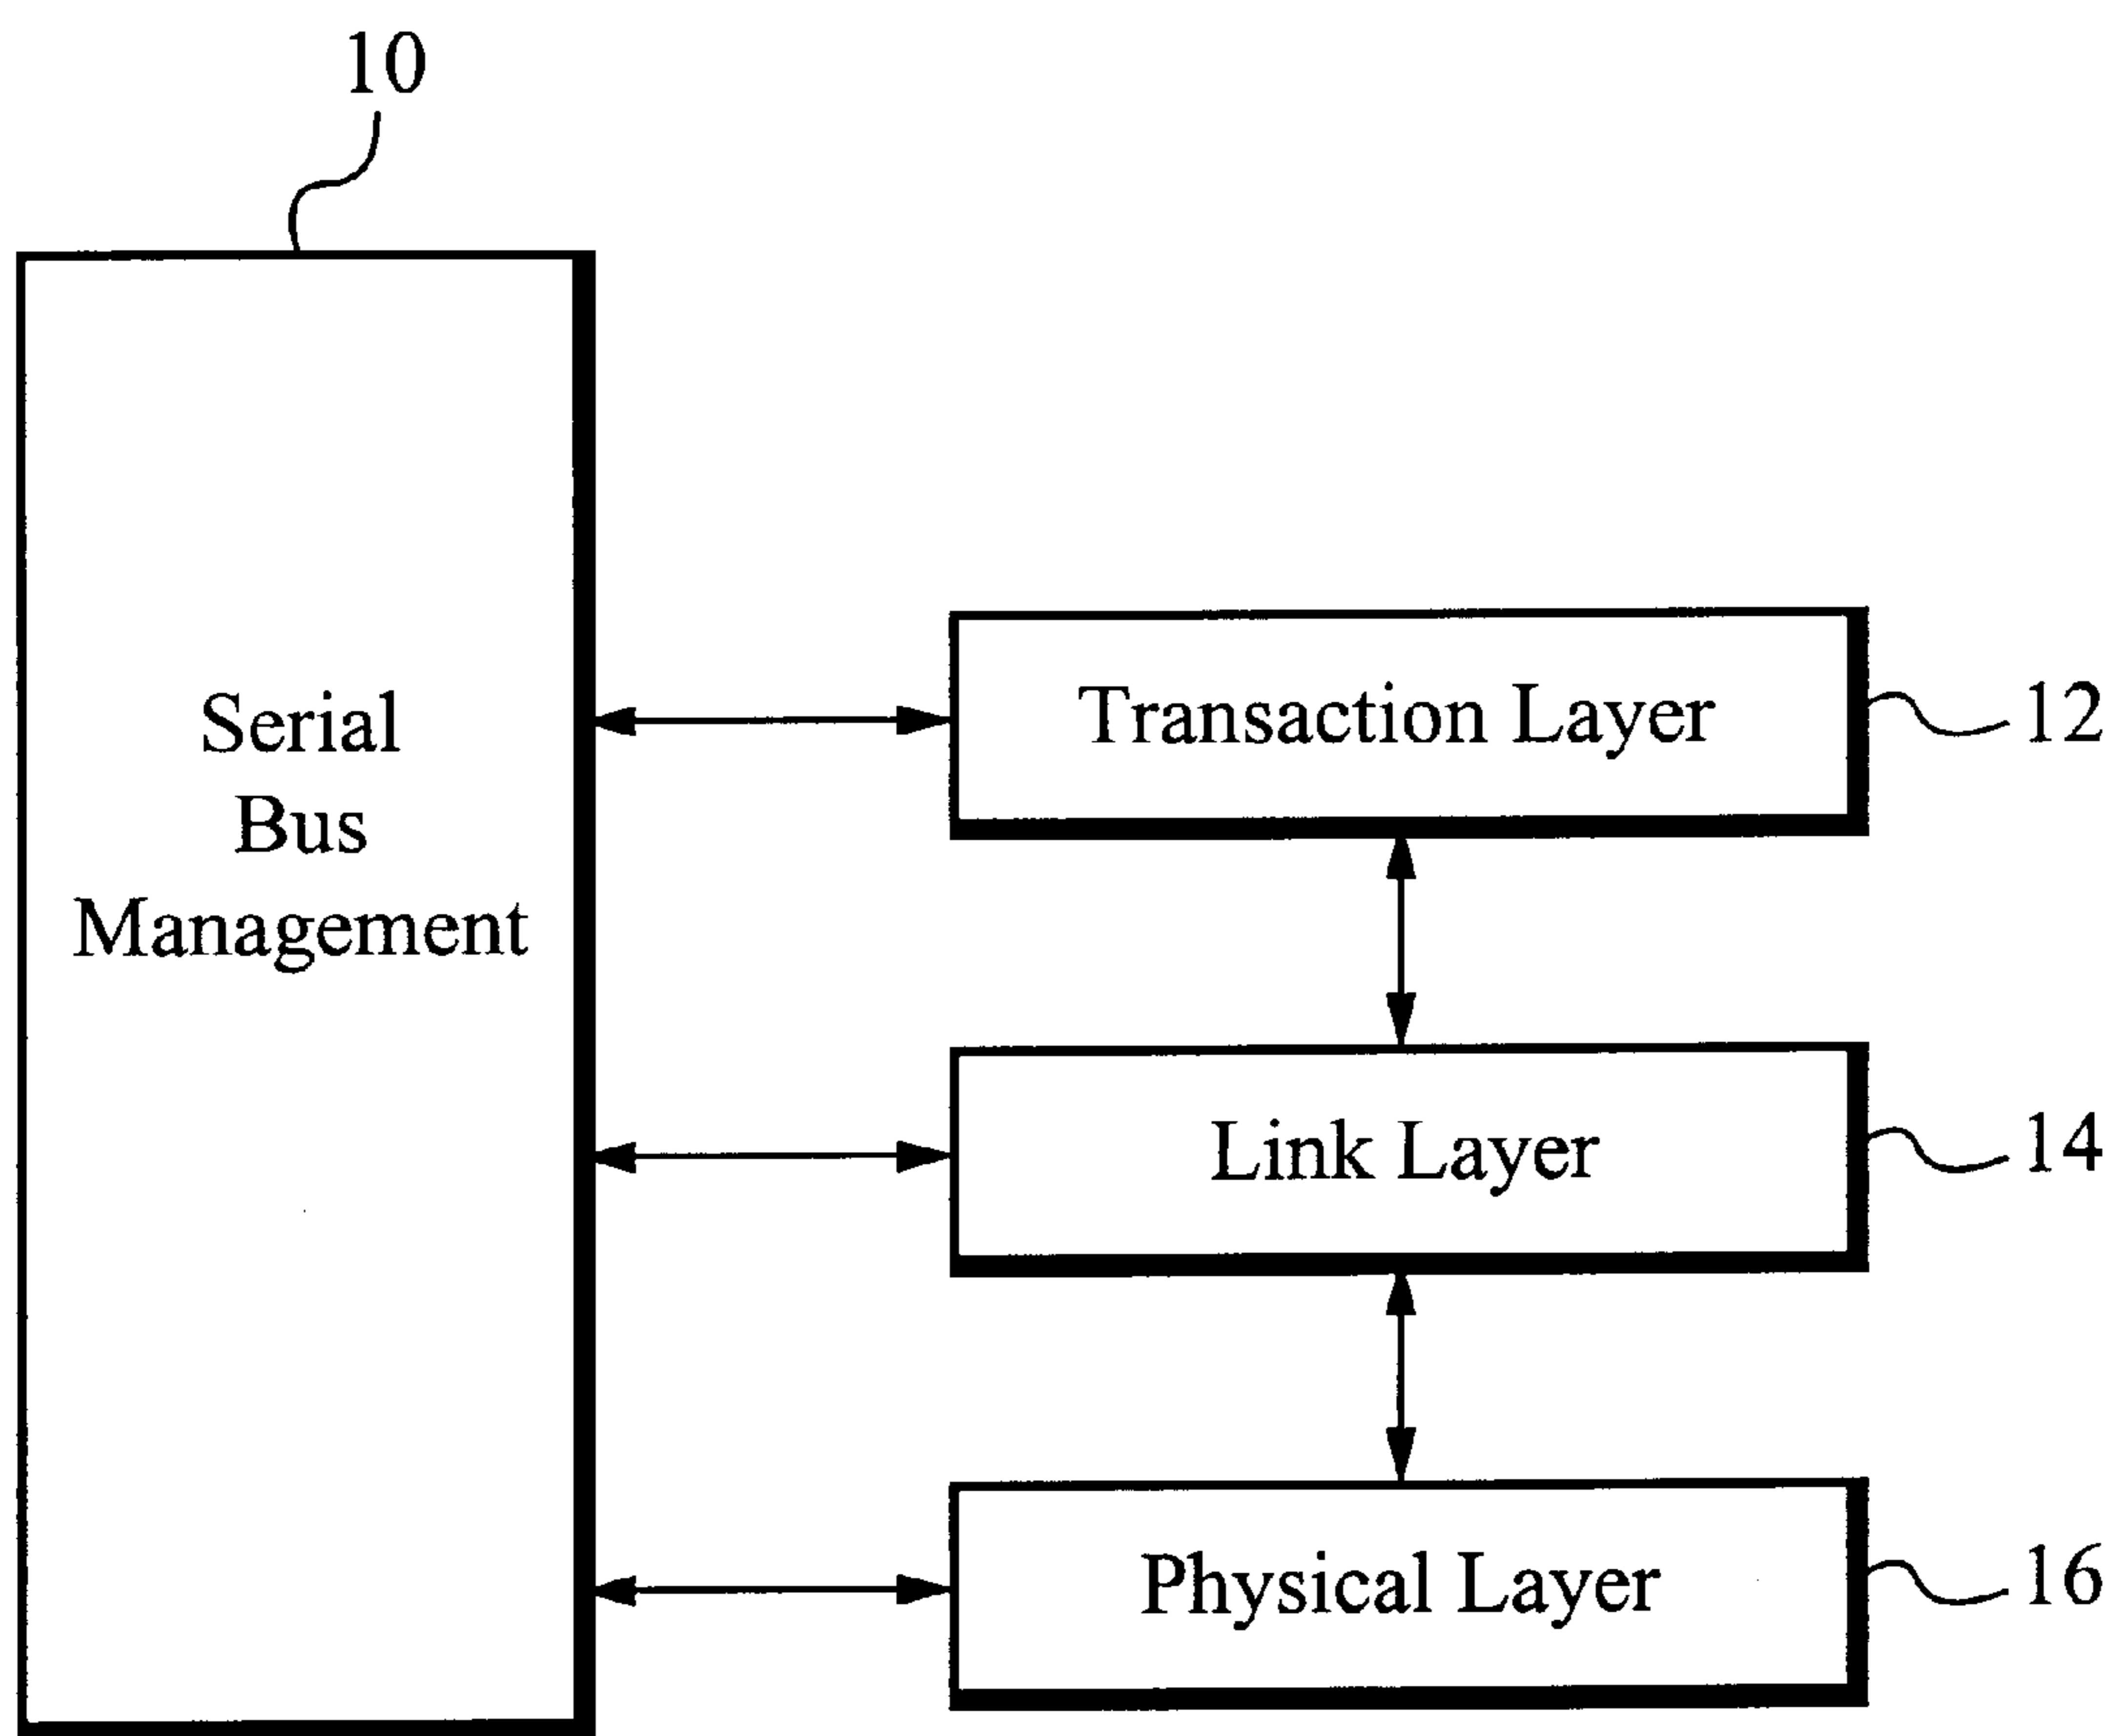 10
Serial
Bus
Management
Transaction Layer
12
Link Layer
14
Physical Layer
16